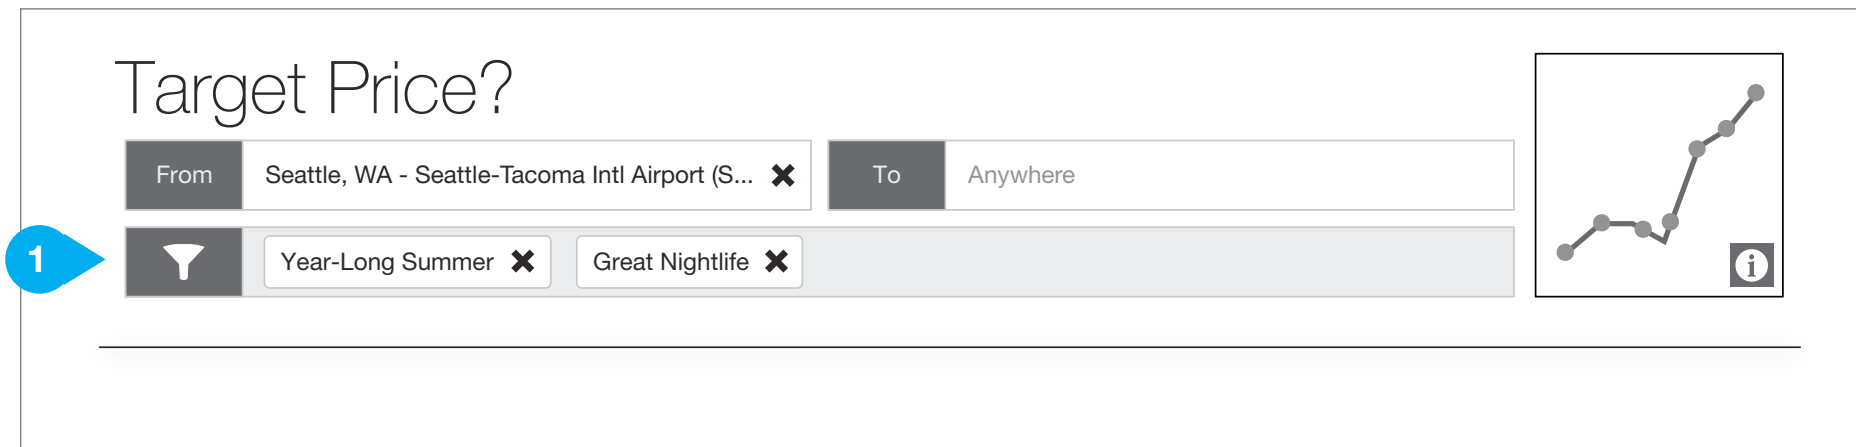 Target Price?
From Seattle, WA - Seattle-Tacoma Intl Airport (S... To Anywhere
1 Year-Long Summer Great Nightlife
i